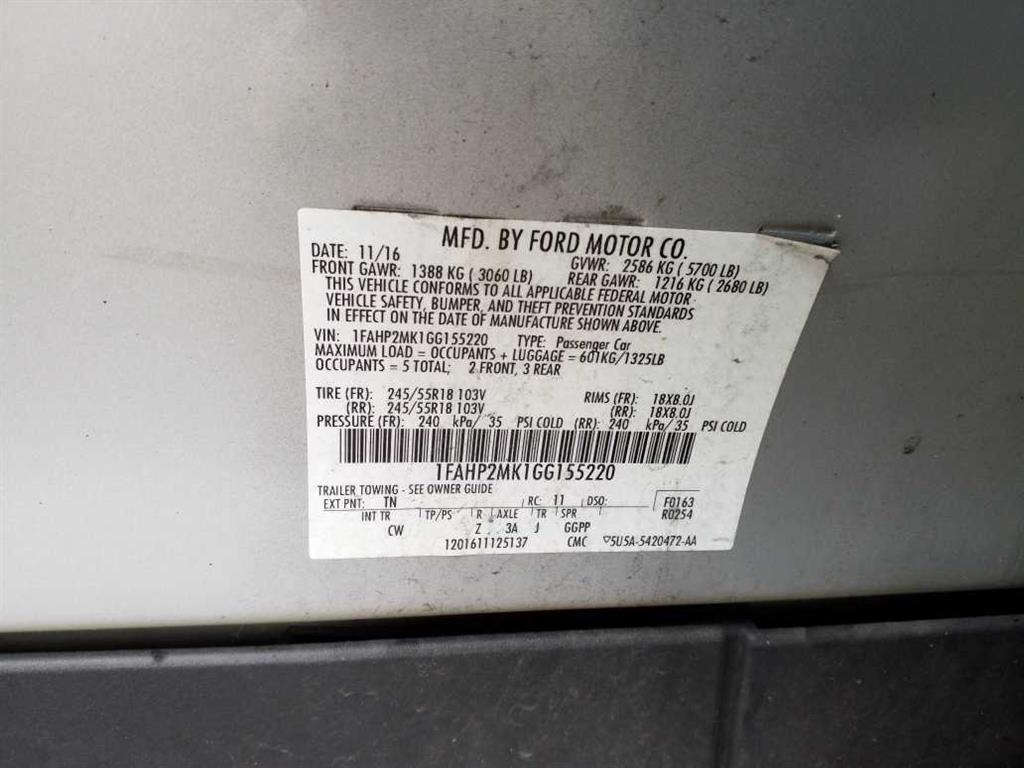 MFD. BY FORD MOTOR CO.
DATE: 11/16 GVWR: 2586 KG ( 5700 LB)
FRONT GAWR: 1388 KG ( 3060 LB) REAR GAWR: 1216 KG ( 2680 LB)
THIS VEHICLE CONFORMS TO ALL APPLICABLE FEDERAL MOTOR
VEHICLE SAFETY, BUMPER, AND THEFT PREVENTION STANDARDS
IN EFFECT ON THE DATE OF MANUFACTURE SHOWN ABOVE.
VIN: 1FAHP2MK1GG155220 TYPE: Passenger Car
MAXIMUM LOAD = OCCUPANTS + LUGGAGE = 601KG/1325LB
OCCUPANTS = 5 TOTAL; 2 FRONT, 3 REAR
TIRE (FR): 245/55R18 103V RIMS (FR): 18X8.0J
(RR): 245/55R18 103V (RR): 18X8.0J
PRESSURE (FR): 240 kPa/ 35 PSI COLD (RR): 240 kPa/ 35 PSI COLD
1FAHP2MK1GG155220
TRAILER TOWING - SEE OWNER GUIDE
EXT PNT: TN RC: 11 DSO: F0163
INT TR TP/PS R AXLE TR SPR R0254
CW Z 3A J GGPP
1201611125137 CMC ▽5U5A-5420472-AA